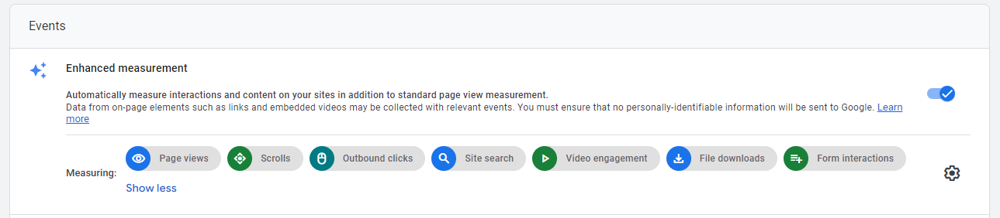 Events
Enhanced measurement
Automatically measure interactions and content on your sites in addition to standard page view measurement.
Data from on-page elements such as links and embedded videos may be collected with relevant events. You must ensure that no personally-identifiable information will be sent to Google. Learn
more
Measuring: Page views Scrolls Outbound clicks Site search Video engagement File downloads Form interactions
Show less